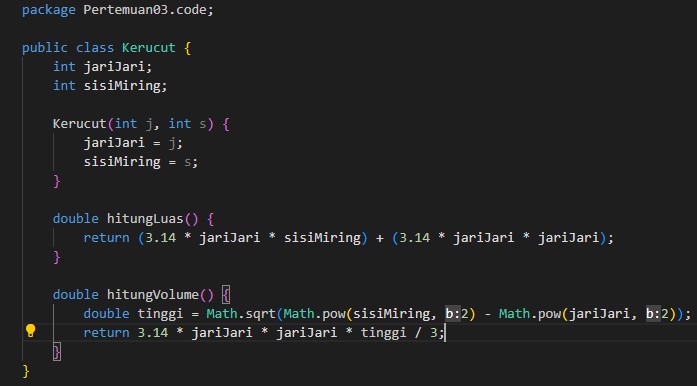 package Pertemuan03.code;
public class Kerucut {
int jariJari;
int sisiMiring;
Kerucut(int j, int s) {
jariJari = j;
sisiMiring = s;
}
double hitungLuas() {
return (3.14 * jariJari * sisiMiring) + (3.14 * jariJari * jariJari);
}
double hitungVolume() {
double tinggi = Math.sqrt(Math.pow(sisiMiring, b:2) - Math.pow(jariJari, b:2));
return 3.14 * jariJari * jariJari * tinggi / 3;
}
}